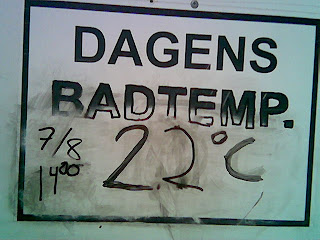 DAGENS
BADTEMP.
7/8 22°C
14⁰⁰